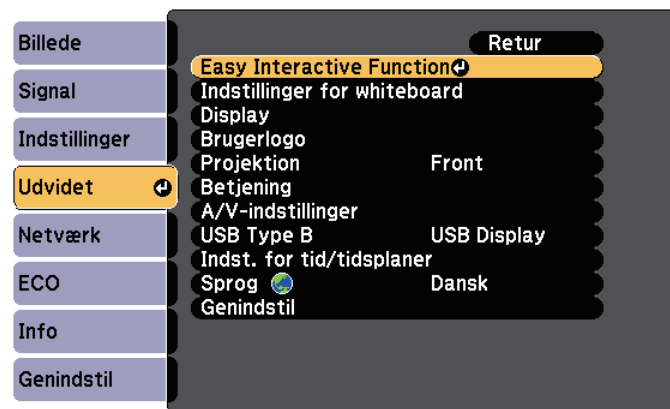 Billede
Signal
Indstillinger
Udvidet
Netværk
ECO
Info
Genindstil
Retur
Easy Interactive Function
Indstillinger for whiteboard
Display
Brugerlogo
Projektion Front
Betjening
A/V-indstillinger
USB Type B USB Display
Indst. for tid/tidsplaner
Sprog Dansk
Genindstil